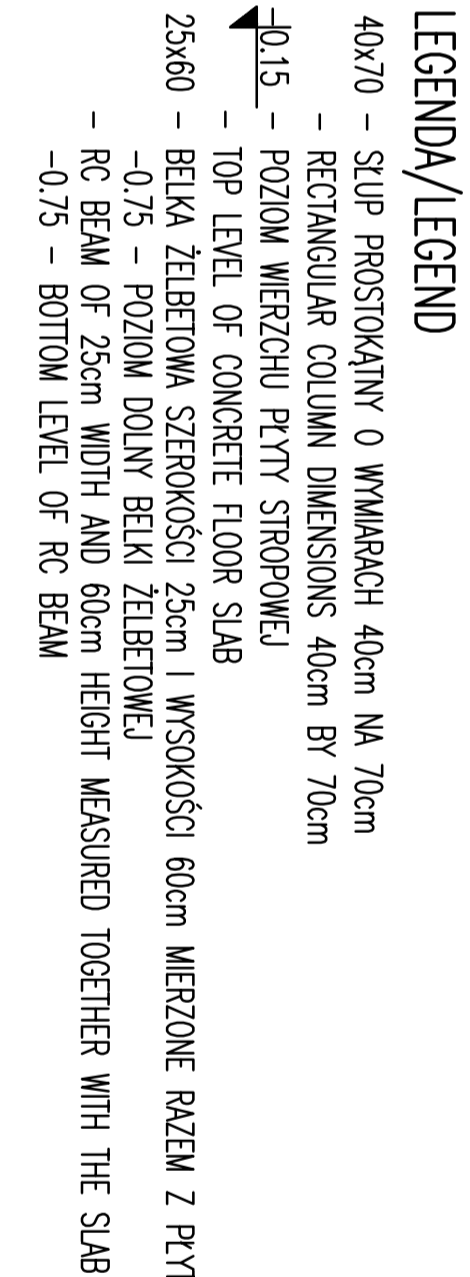 LEGENDA/LEGEND
40x70 - SŁUP PROSTOKĄTNY O WYMIARACH 40cm NA 70cm
- RECTANGULAR COLUMN DIMENSIONS 40cm BY 70cm
-0.15 - POZIOM WIERZCHU PŁYTY STROPOWEJ
- TOP LEVEL OF CONCRETE FLOOR SLAB
25x60 - BELKA ŻELBETOWA SZEROKOŚCI 25cm I WYSOKOŚCI 60cm MIERZONE RAZEM Z
-0.75 - POZIOM DOLNY BELKI ŻELBETOWEJ
- RC BEAM OF 25cm WIDTH AND 60cm HEIGHT MEASURED TOGETHER WITH THE SLAB
-0.75 - BOTTOM LEVEL OF RC BEAM